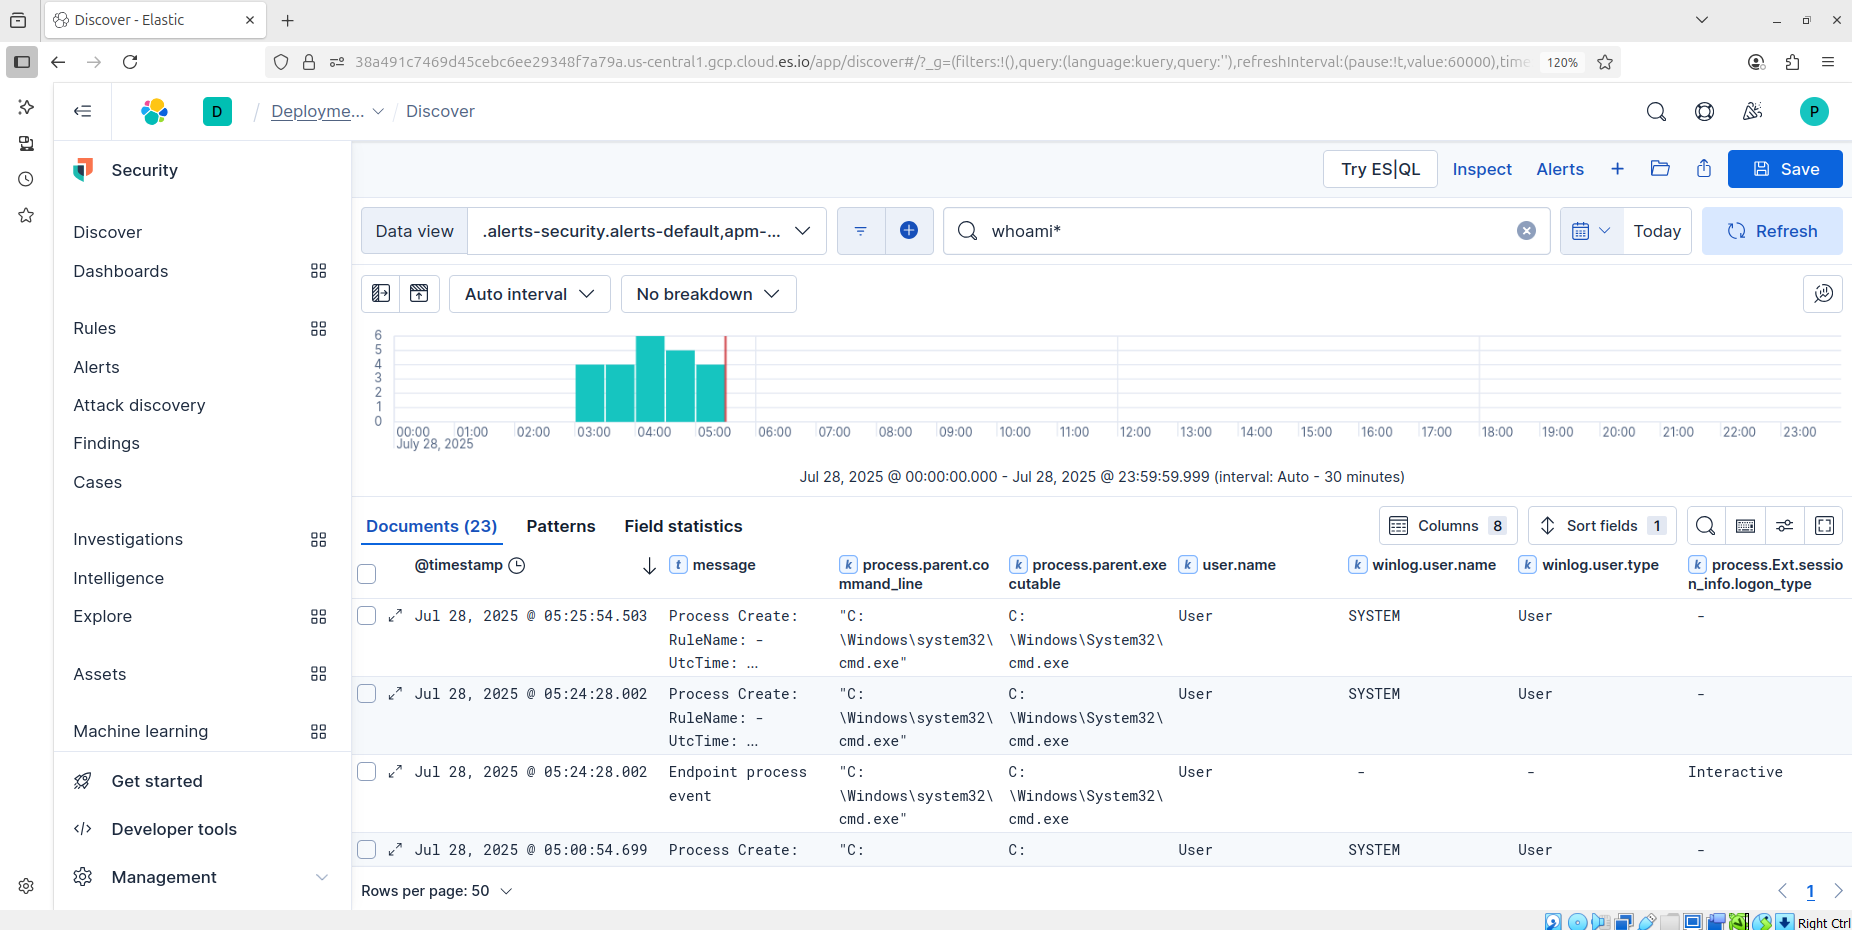 Discover - Elastic
38a491c7469d45cebc6ee29348f7a79a.us-central1.gcp.cloud.es.io/app/discover#/?_g=(filters:!(),query:(language:kuery,query:''),refreshInterval:(pause:!t,value:60000),time
120%
D
/
Deployme...
/
Discover
P
Security
Try ES|QL
Inspect
Alerts
+
Save
Data view
.alerts-security.alerts-default,apm-...
whoami*
Today
Refresh
Auto interval
No breakdown
Discover
Dashboards
Rules
Alerts
Attack discovery
Findings
Cases
Investigations
Intelligence
Explore
Assets
Machine learning
Get started
Developer tools
Management
6
5
4
3
2
1
0
00:00 01:00 02:00 03:00 04:00 05:00 06:00 07:00 08:00 09:00 10:00 11:00 12:00 13:00 14:00 15:00 16:00 17:00 18:00 19:00 20:00 21:00 22:00 23:00
July 28, 2025
Jul 28, 2025 @ 00:00:00.000 - Jul 28, 2025 @ 23:59:59.999 (interval: Auto - 30 minutes)
Documents (23)
Patterns
Field statistics
Columns 8
Sort fields 1
@timestamp
t message
k process.parent.co
mmand_line
k process.parent.exe
cutable
k user.name
k winlog.user.name
k winlog.user.type
k process.Ext.sessio
n_info.logon_type
Jul 28, 2025 @ 05:25:54.503
Process Create:
RuleName: -
UtcTime: ...
"C:
\Windows\system32\
cmd.exe"
C:
\Windows\System32\
cmd.exe
User
SYSTEM
User
-
Jul 28, 2025 @ 05:24:28.002
Process Create:
RuleName: -
UtcTime: ...
"C:
\Windows\system32\
cmd.exe"
C:
\Windows\System32\
cmd.exe
User
SYSTEM
User
-
Jul 28, 2025 @ 05:24:28.002
Endpoint process
event
"C:
\Windows\system32\
cmd.exe"
C:
\Windows\System32\
cmd.exe
User
-
-
Interactive
Jul 28, 2025 @ 05:00:54.699
Process Create:
"C:
C:
User
SYSTEM
User
-
Rows per page: 50
1
Right Ctrl